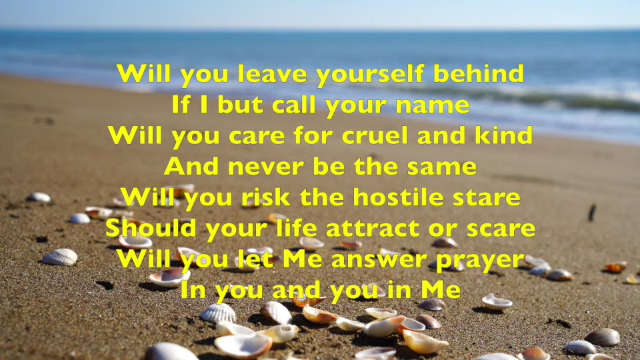 Will you leave yourself behind
If I but call your name
Will you care for cruel and kind
And never be the same
Will you risk the hostile stare
Should your life attract or scare
Will you let Me answer prayer
In you and you in Me